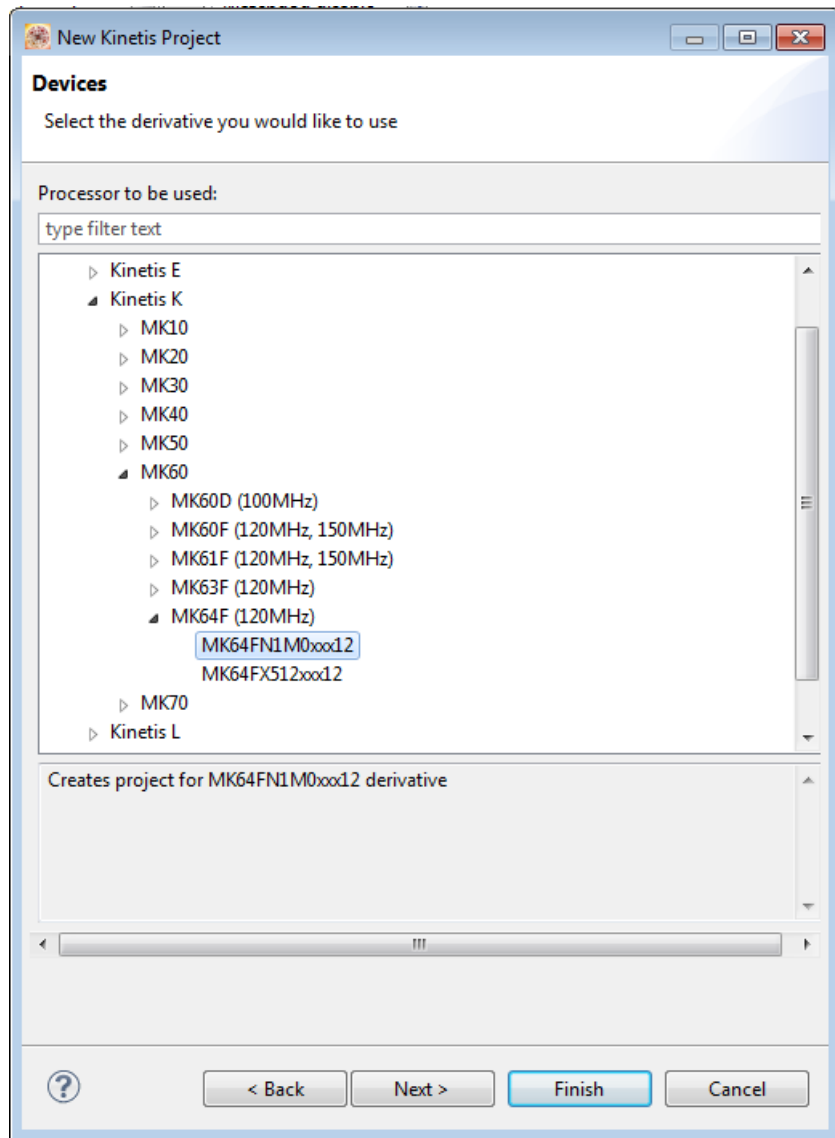 New Kinetis Project
Devices
Select the derivative you would like to use
Processor to be used:
type filter text
Kinetis E
Kinetis K
MK10
MK20
MK30
MK40
MK50
MK60
MK60D (100MHz)
MK60F (120MHz, 150MHz)
MK61F (120MHz, 150MHz)
MK63F (120MHz)
MK64F (120MHz)
MK64FN1M0xxx12
MK64FX512xxx12
MK70
Kinetis L
Creates project for MK64FN1M0xxx12 derivative
? < Back Next > Finish Cancel